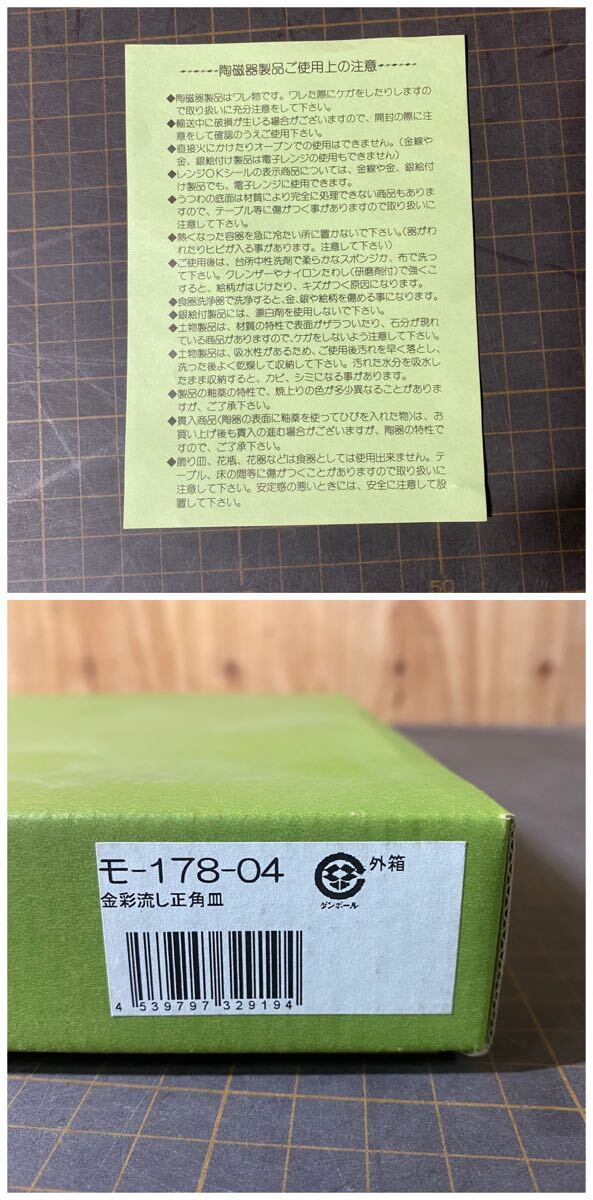 陶磁器製品ご使用上の注意
◆陶磁器製品はワレ物です。ワレた際にケガをしたりしますの
で取り扱いに充分注意をして下さい。
◆輸送中に破損が生じる場合がございますので、開封の際に注
意をして確認のうえご使用下さい。
◆直接火にかけたりオーブンでの使用はできません。(金線や
金、銀絵付け製品は電子レンジの使用もできません)
◆レンジOKシールの表示商品については、金線や金、銀絵付
け製品でも、電子レンジに使用できます。
◆うつわの底面は材質により完全に処理できない商品もありま
すので、テーブル等に傷がつく事がありますので取り扱いに
注意して下さい。
◆熱くなった容器を急に冷たい所に置かないで下さい。(器がわ
れたりヒビが入る事があります。注意して下さい)
◆ご使用後は、台所中性洗剤で柔らかなスポンジか、布で洗っ
て下さい。クレンザーやナイロンたわし(研磨剤付)で強くこ
すると、絵柄がはじけたり、キズがつく原因になります。
◆食器洗浄器で洗浄すると、金、銀や絵柄を傷める事になります。
◆銀絵付製品には、漂白剤を使用しないで下さい。
◆土物製品は、材質の特性で表面がザラついたり、石分が現れ
ている商品がありますので、ケガをしないよう注意して下さい。
◆土物製品は、吸水性があるため、ご使用後汚れを早く落とし、
洗った後よく乾燥して収納して下さい。汚れた水分を吸水し
たまま収納すると、カビ、シミになる事があります。
◆製品の釉薬の特性で、焼上りの色が多少異なることがありま
すが、ご了承下さい。
◆貫入商品〈陶器の表面に釉薬を使ってひびを入れた物〉は、お
買い上げ後も貫入の進む場合がございますが、陶器の特性で
すので、ご了承下さい。
◆飾り皿、花瓶、花器などは食器としては使用出来ません。テ
ーブル、床の間等に傷がつくことがありますので取り扱いに
注意して下さい。安定感の悪いときには、安全に注意して設
置して下さい。
50
モ-178-04
外箱
ダンボール
金彩流し正角皿
4 539797 329194